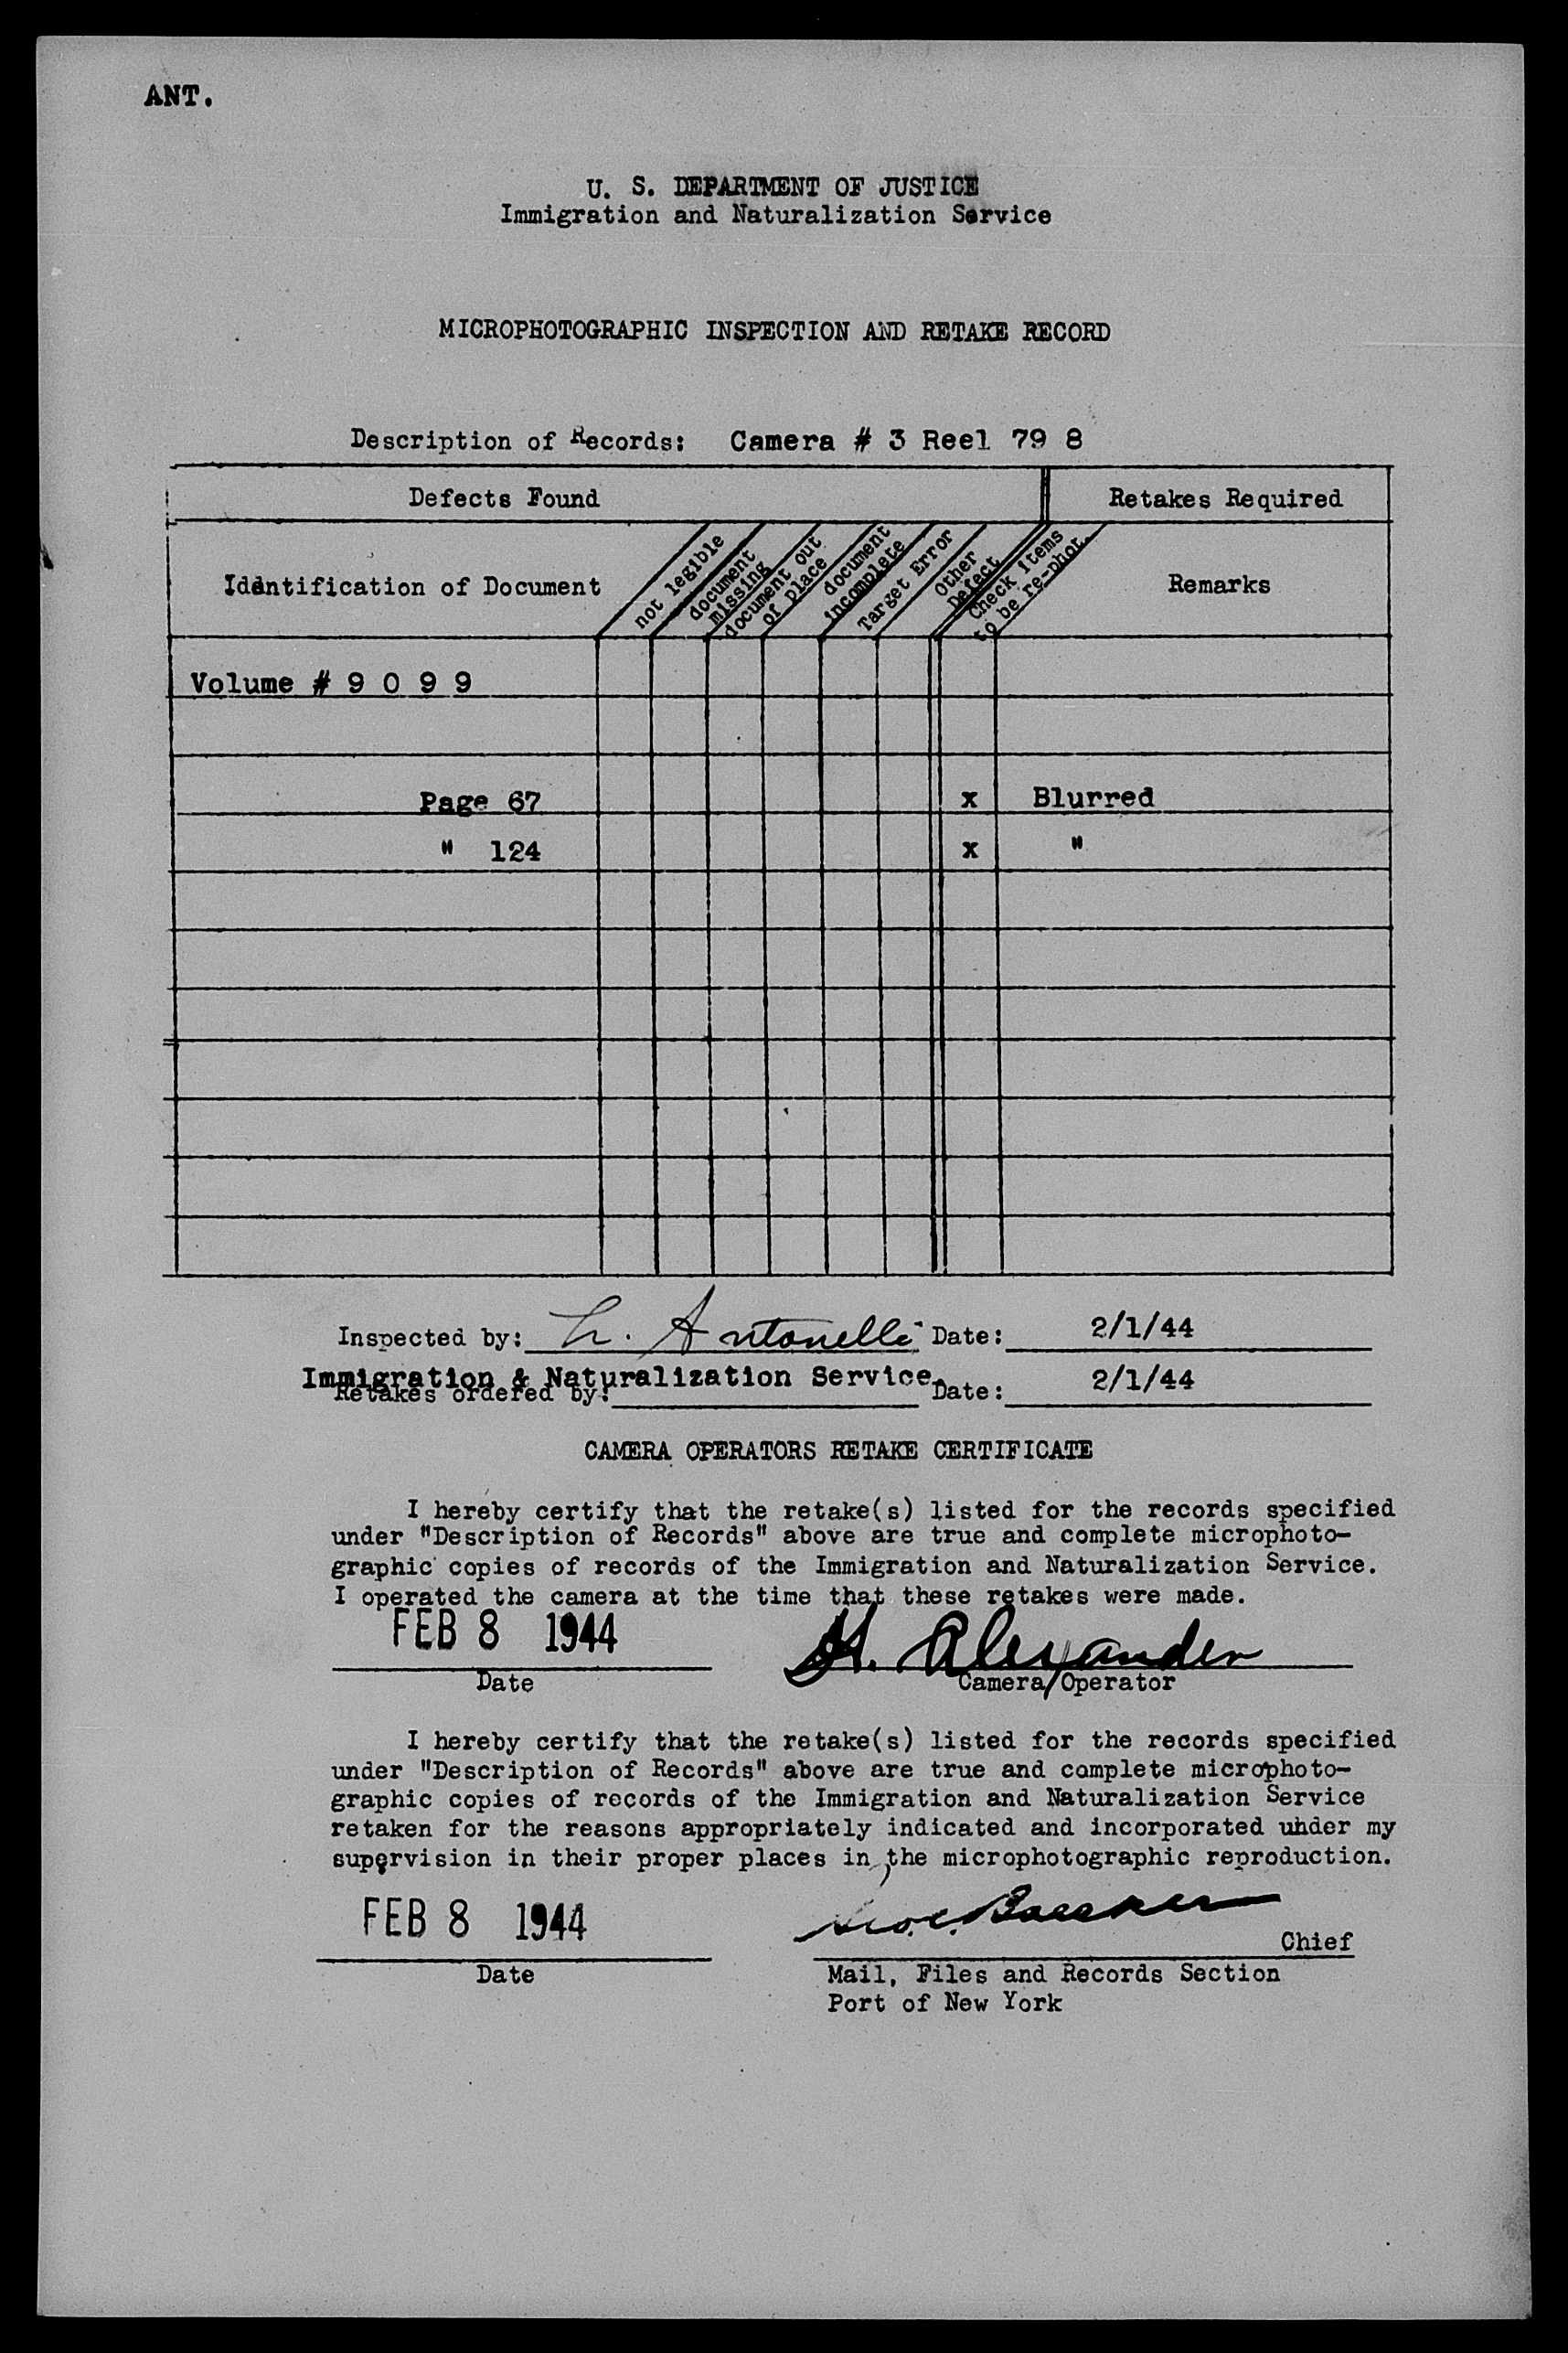 ANT.
U. S. DEPARTMENT OF JUSTICE
Immigration and Naturalization Service
MICROPHOTOGRAPHIC INSPECTION AND RETAKE RECORD
Description of Records: Camera # 3 Reel 79 8
Defects Found
Retakes Required
Identification of Document
not legible
document
missing
document out
of place
document
incomplete
Target Error
Other
Defect
Check items
to be re-phot.
Remarks
Volume # 9 0 9 9
Page 67 x Blurred
" 124 x "
Inspected by: L. Antonelli Date: 2/1/44
Immigration & Naturalization Service.
Retakes ordered by: Date: 2/1/44
CAMERA OPERATORS RETAKE CERTIFICATE
I hereby certify that the retake(s) listed for the records specified
under "Description of Records" above are true and complete microphoto-
graphic copies of records of the Immigration and Naturalization Service.
I operated the camera at the time that these retakes were made.
FEB 8 1944 H. Alexander
Date Camera Operator
I hereby certify that the retake(s) listed for the records specified
under "Description of Records" above are true and complete microphoto-
graphic copies of records of the Immigration and Naturalization Service
retaken for the reasons appropriately indicated and incorporated under my
supervision in their proper places in the microphotographic reproduction.
FEB 8 1944
Chief
Date Mail, Files and Records Section
Port of New York